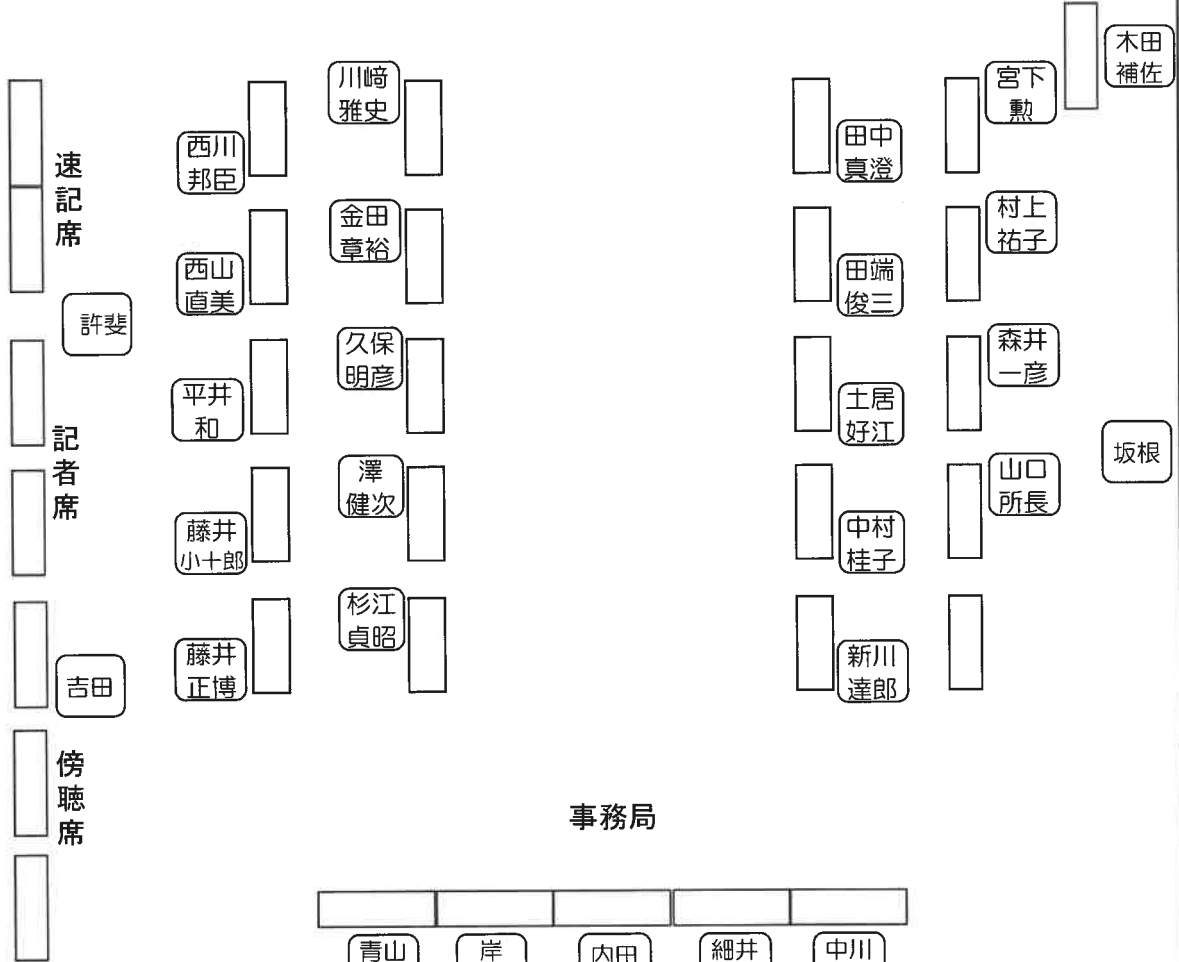 木田
補佐
川﨑
雅史
宮下
勲
西川
邦臣
田中
真澄
速記席
金田
章裕
村上
祐子
西山
直美
田端
俊三
許斐
久保
明彦
森井
一彦
平井
和
土居
好江
記者席
坂根
澤
健次
山口
所長
藤井
小十郎
中村
桂子
杉江
貞昭
藤井
正博
新川
達郎
吉田
傍聴席
事務局
青山
岸
内田
細井
中川